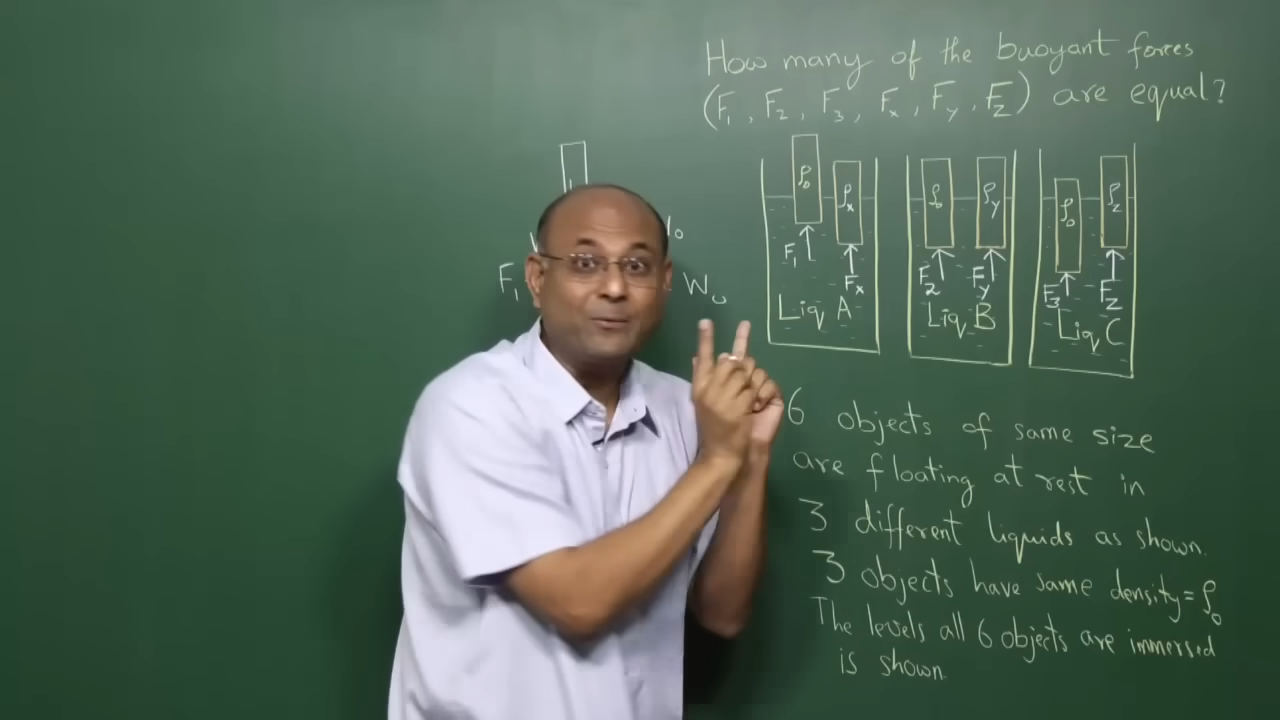 How many of the buoyant forces
(F₁, F₂, F₃, Fₓ, Fy, Fz) are equal?
ρ₀ ρₓ ρ₀ ρy ρ₀ ρz
F₁ Fₓ F₂ Fy F₃ Fz
Liq A Liq B Liq C
F₁ W₀
6 objects of same size
are floating at rest in
3 different liquids as shown.
3 objects have same density = ρ₀
The levels all 6 objects are immersed
is shown.